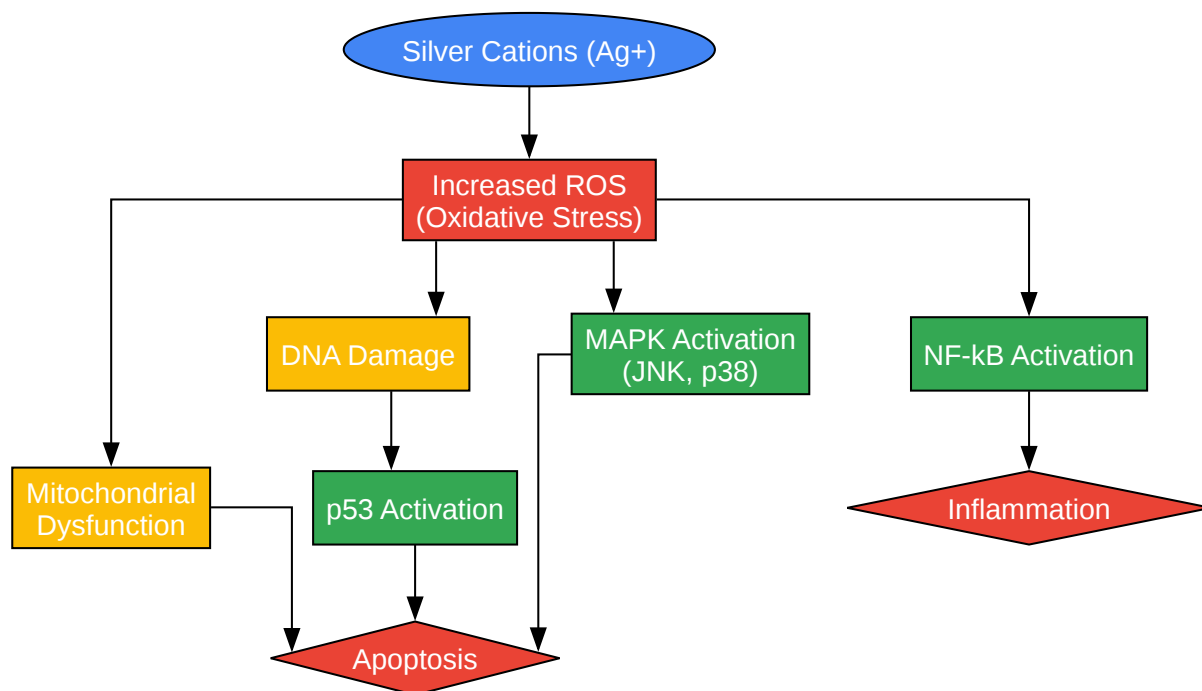 Silver Cations (Ag+)
Increased ROS
(Oxidative Stress)
DNA Damage
MAPK Activation
(JNK, p38)
NF-kB Activation
Mitochondrial
Dysfunction
p53 Activation
Inflammation
Apoptosis